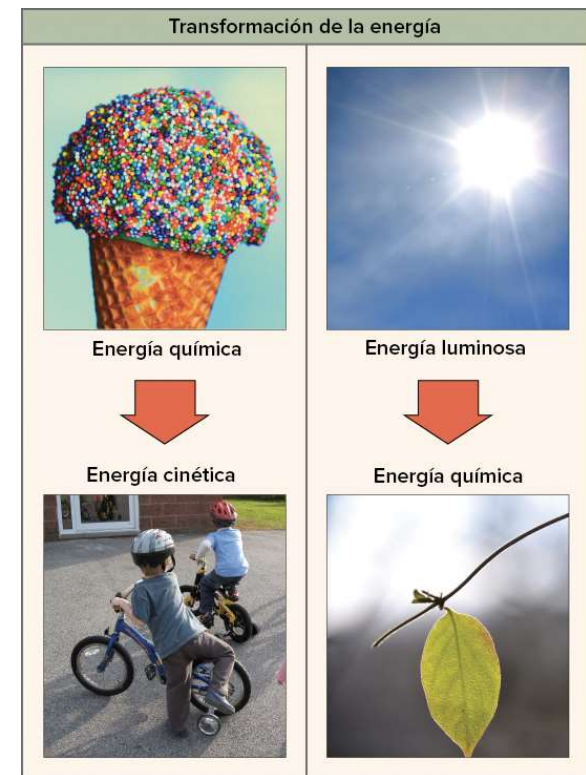 Transformación de la energía
Energía química
Energía cinética
Energía luminosa
Energía química